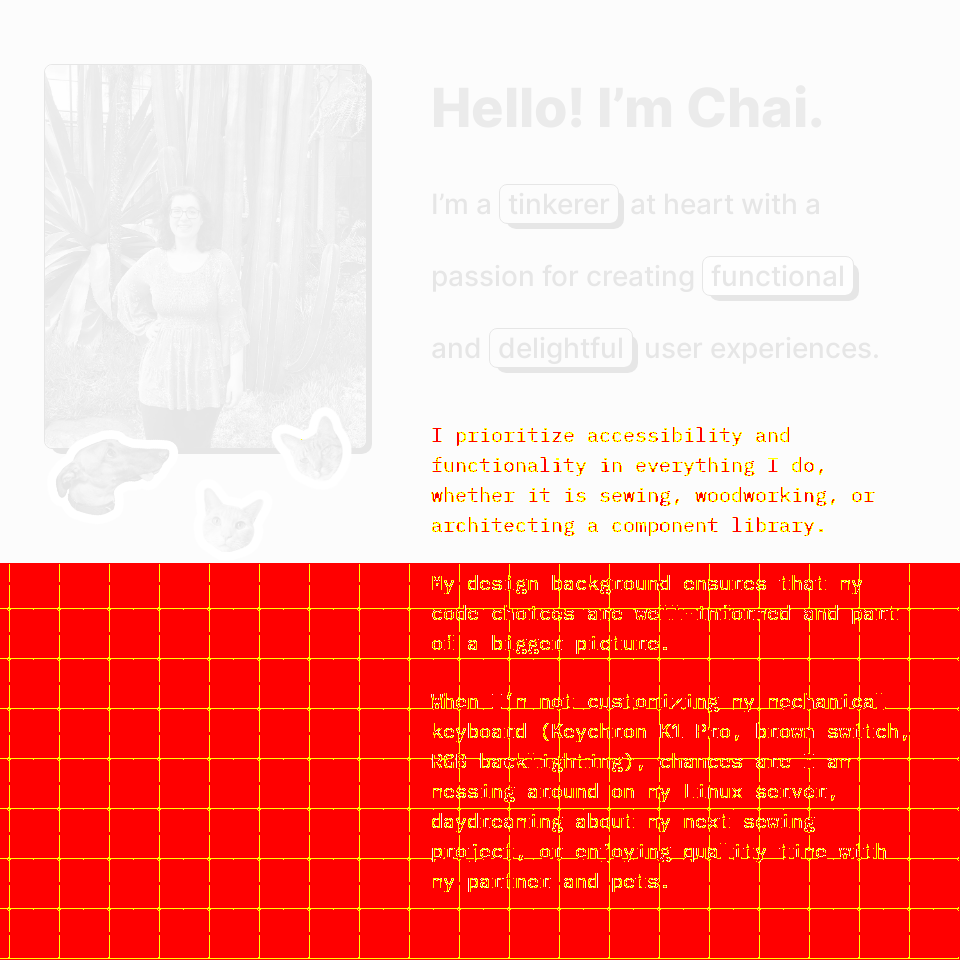 Hello! I’m Chai.
I’m a tinkerer at heart with a
passion for creating functional
and delightful user experiences.
I prioritize accessibility and
functionality in everything I do,
whether it is sewing, woodworking, or
architecting a component library.
My design background ensures that my
code choices are well-informed and part
of a bigger picture.
When I’m not customizing my mechanical
keyboard (Keychron K1 Pro, brown switch,
RGB backlighting), chances are I am
messing around on my Linux server,
daydreaming about my next sewing
project, or enjoying quality time with
my partner and pets.